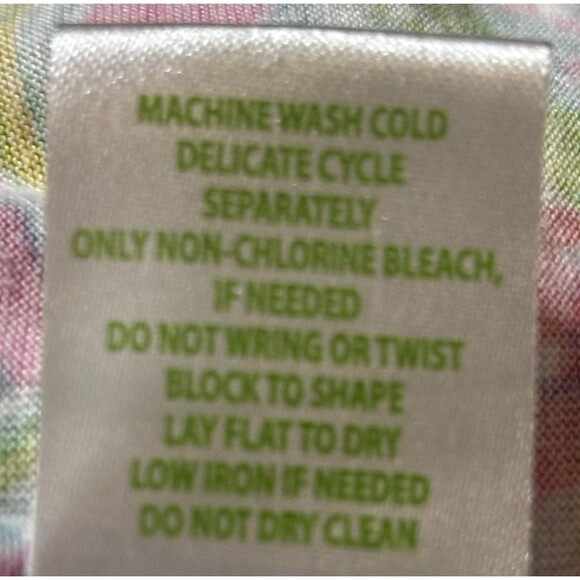 MACHINE WASH COLD
DELICATE CYCLE
SEPARATELY
ONLY NON-CHLORINE BLEACH,
IF NEEDED
DO NOT WRING OR TWIST
BLOCK TO SHAPE
LAY FLAT TO DRY
LOW IRON IF NEEDED
DO NOT DRY CLEAN